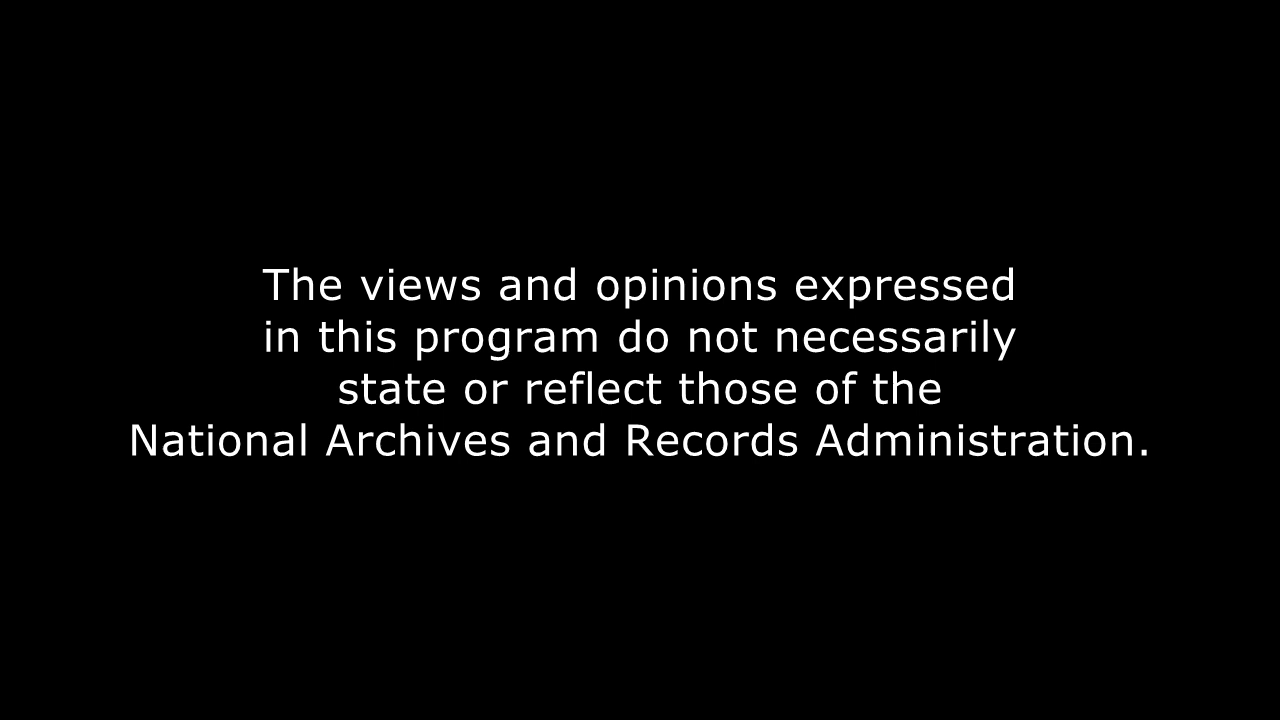 The views and opinions expressed
in this program do not necessarily
state or reflect those of the
National Archives and Records Administration.